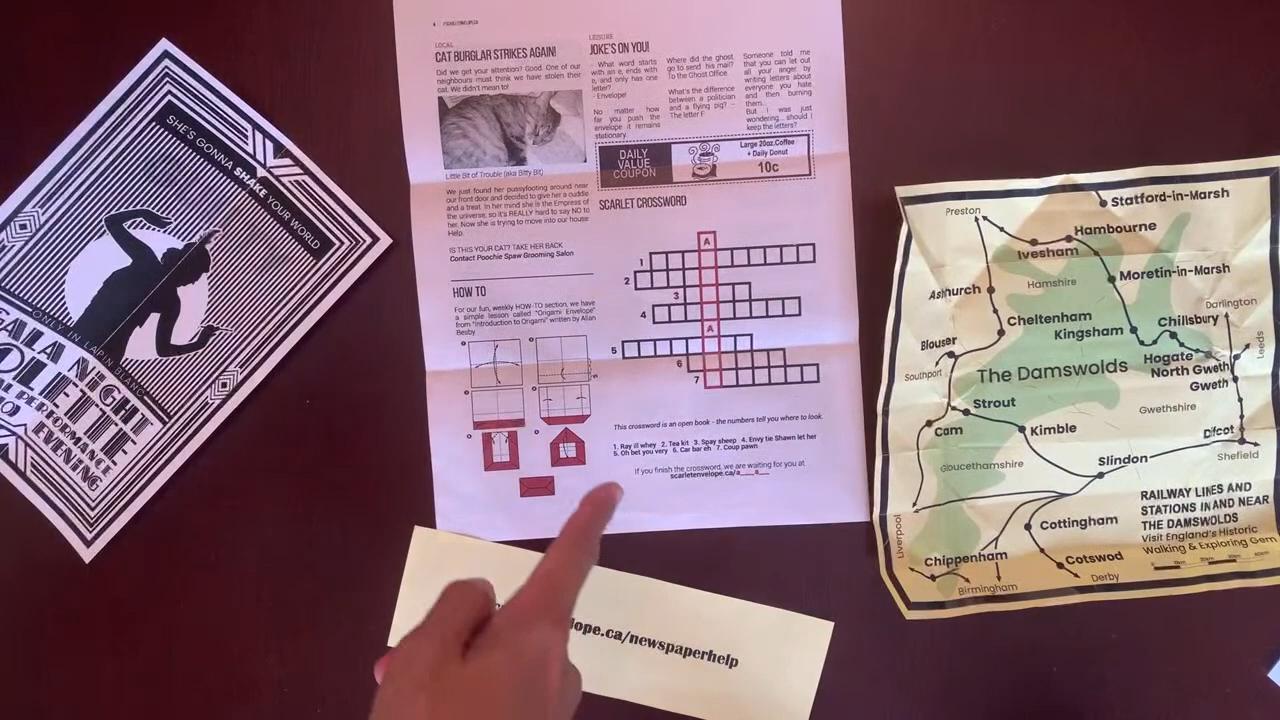 SHE'S GONNA SHAKE YOUR WORLD
ONLY IN LAPIN BLANC
GALA NIGHT
PERFORMANCE
EVENING
4
LOCAL
CAT BURGLAR STRIKES AGAIN!
Did we get your attention? Good. One of our
neighbours must think we have stolen their
cat. We didn't mean to!
Little Bit of Trouble (aka Bitty Bit)
We just found her pussyfooting around near
our front door and decided to give her a cuddle
and a treat. In her mind she is the Empress of
the universe, so it's REALLY hard to say NO to
her. Now she is trying to move into our house
Help.
IS THIS YOUR CAT? TAKE HER BACK
Contact Poochie Spaw Grooming Salon
HOW TO
For our fun, weekly HOW-TO section, we have
a simple lesson called "Origami Envelope"
from "Introduction to Origami" written by Allan
Besby
LEISURE
JOKE'S ON YOU!
- What word starts
with an e, ends with
e, and only has one
letter?
- Envelope!
No matter how
far you push the
envelope it remains
stationary.
Where did the ghost
go to send his mail?
To the Ghost Office.
What's the difference
between a politician
and a flying pig? -
The letter F
Someone told me
that you can let out
all your anger by
writing letters about
everyone you hate
and then burning
them...
But I was just
wondering... should I
keep the letters?
DAILY
VALUE
COUPON
Large 20oz.Coffee
+ Daily Donut
10c
SCARLET CROSSWORD
A
1
2
3
4
A
5
6
7
This crossword is an open book - the numbers tell you where to look.
1. Ray ill whey 2. Tea kit 3. Spay sheep 4. Envy tie Shawn let her
5. Oh bet you very 6. Car bar eh 7. Coup pawn
If you finish the crossword, we are waiting for you at
scarletenvelope.ca/a___a__
lope.ca/newspaperhelp
Statford-in-Marsh
Preston
Hambourne
Ivesham
Hamshire
Moretin-in-Marsh
Ashchurch
Darlington
Cheltenham
Kingsham
Chillsbury
Leeds
Blouser
Hogate
Southport
The Damswolds
North Gweth
Gweth
Strout
Gwethshire
Cam
Kimble
Difcot
Shefield
Gloucethamshire
Slindon
Liverpool
RAILWAY LINES AND
STATIONS IN AND NEAR
THE DAMSWOLDS
Visit England's Historic
Walking & Exploring Gem
Cottingham
Chippenham
Cotswod
Birmingham
Derby